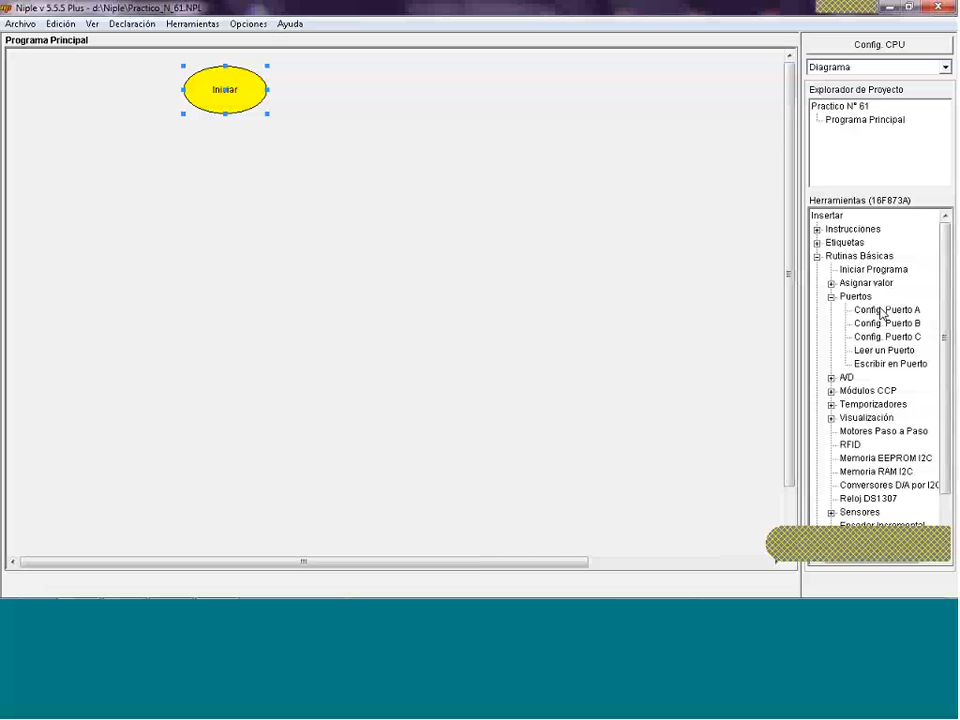 Niple v 5.5.5 Plus - d:\Niple\Practico_N_61.NPL
Archivo Edición Ver Declaración Herramientas Opciones Ayuda
Programa Principal
Iniciar
Config. CPU
Diagrama
Explorador de Proyecto
Practico N° 61
Programa Principal
Herramientas (16F873A)
Insertar
Instrucciones
Etiquetas
Rutinas Básicas
Iniciar Programa
Asignar valor
Puertos
Config. Puerto A
Config. Puerto B
Config. Puerto C
Leer un Puerto
Escribir en Puerto
A/D
Módulos CCP
Temporizadores
Visualización
Motores Paso a Paso
RFID
Memoria EEPROM I2C
Memoria RAM I2C
Conversores D/A por I2C
Reloj DS1307
Sensores
Encoder Incremental